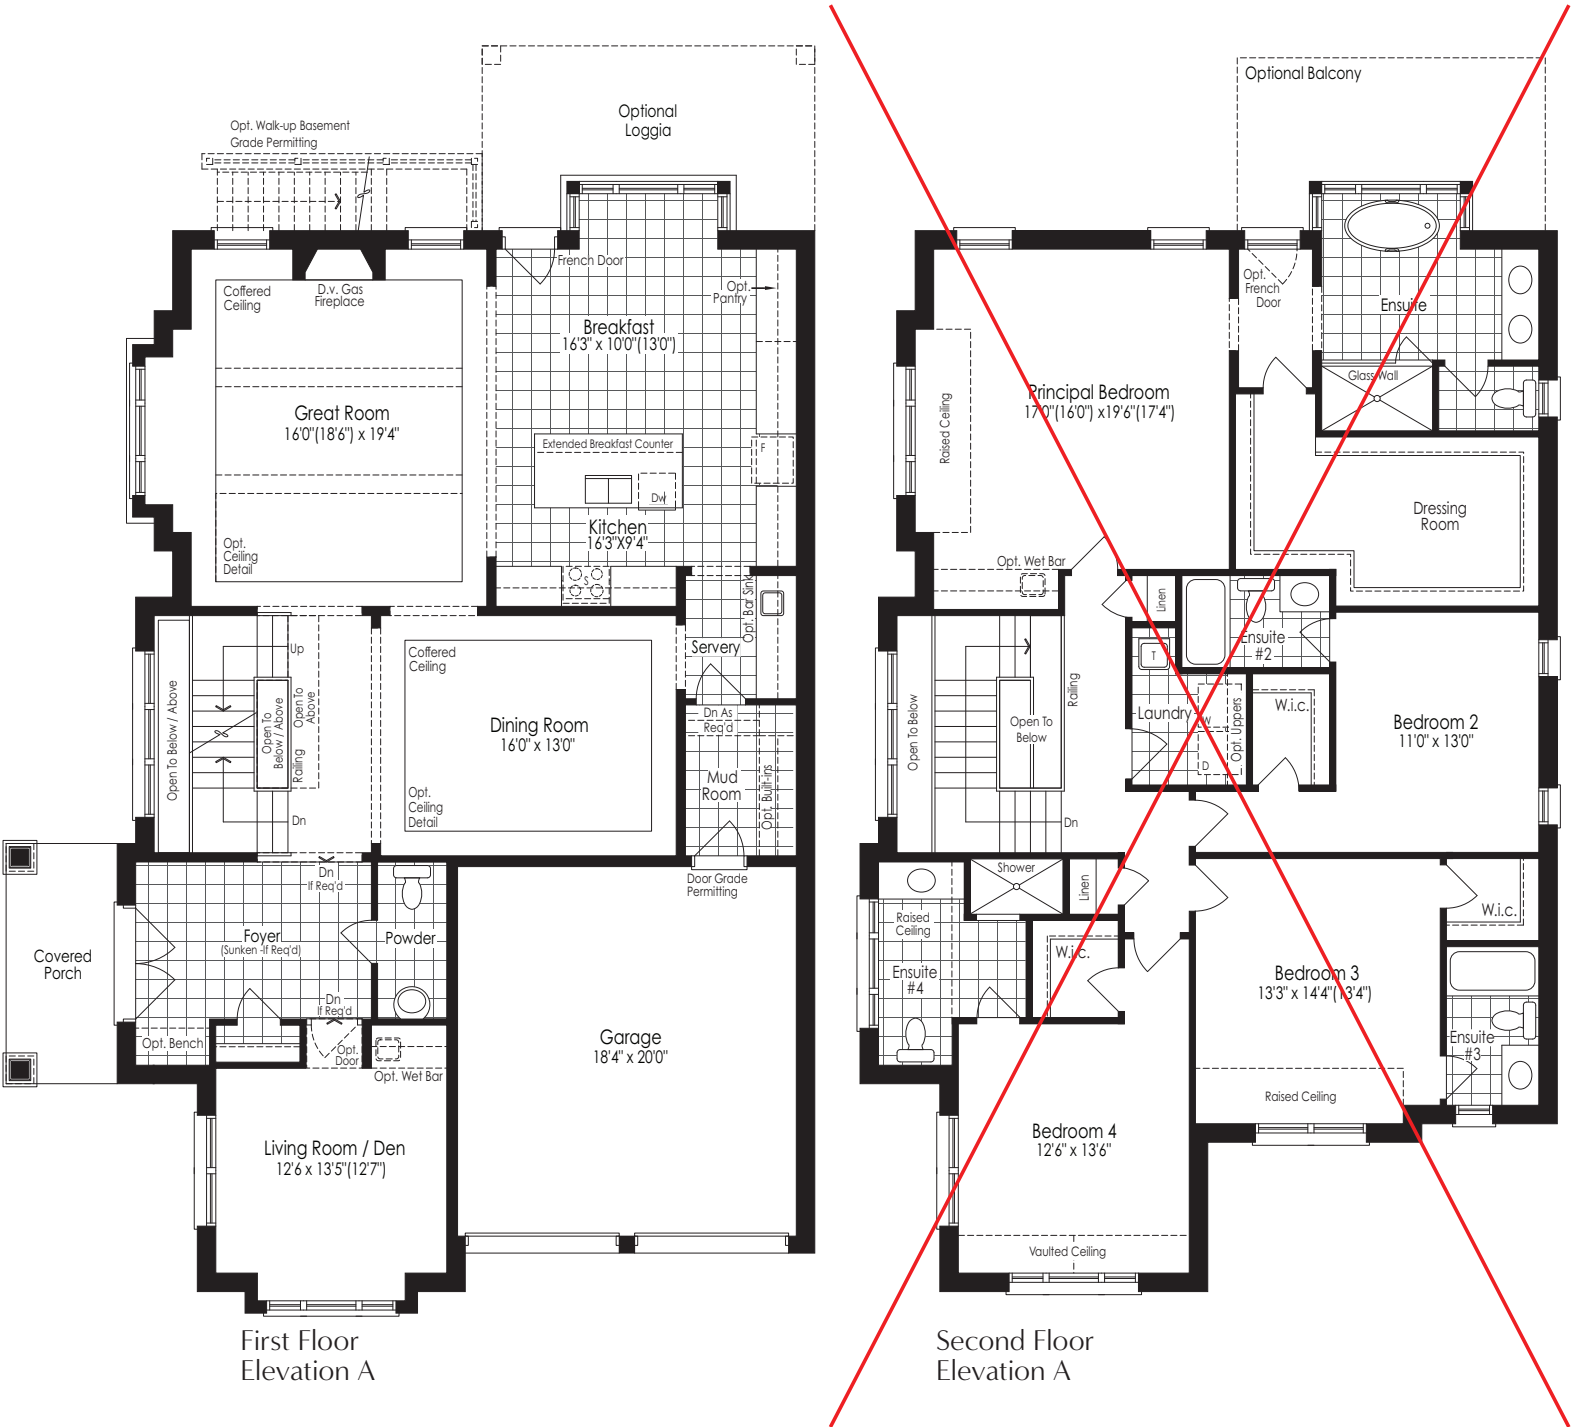 Optional
Loggia
Opt. Walk-up Basement
Grade Permitting
French Door
Coffered
Ceiling
D.v. Gas
Fireplace
Opt.
Pantry
Breakfast
16'3" x 10'0"(13'0")
Great Room
16'0"(18'6") x 19'4"
Extended Breakfast Counter
F
Dw
Kitchen
16'3"X9'4"
Opt.
Ceiling
Detail
S
Opt. Bar Sink
Servery
Up
Coffered
Ceiling
Open To Below / Above
Open To
Below / Above
Railing
Open To
Above
Dining Room
16'0" x 13'0"
Dn As
Req'd
Mud
Room
Opt. Built-ins
Opt.
Ceiling
Detail
Dn
Dn
If Req'd
Door Grade
Permitting
Covered
Porch
Foyer
(Sunken -If Req'd)
Powder
Dn
If Req'd
Opt. Bench
Opt.
Door
Opt. Wet Bar
Garage
18'4" x 20'0"
Living Room / Den
12'6 x 13'5"(12'7")
First Floor
Elevation A
Optional Balcony
Opt.
French
Door
Ensuite
Glass Wall
Principal Bedroom
17'0"(16'0") x19'6"(17'4")
Raised Ceiling
Dressing
Room
Opt. Wet Bar
Linen
Ensuite
#2
T
Railing
Open To Below
Open To
Below
Laundry
W
D
Opt. Uppers
W.i.c.
Bedroom 2
11'0" x 13'0"
Dn
Shower
Linen
Raised
Ceiling
Ensuite
#4
W.i.c.
W.i.c.
Bedroom 3
13'3" x 14'4"(13'4")
Ensuite
#3
Raised Ceiling
Bedroom 4
12'6" x 13'6"
Vaulted Ceiling
Second Floor
Elevation A